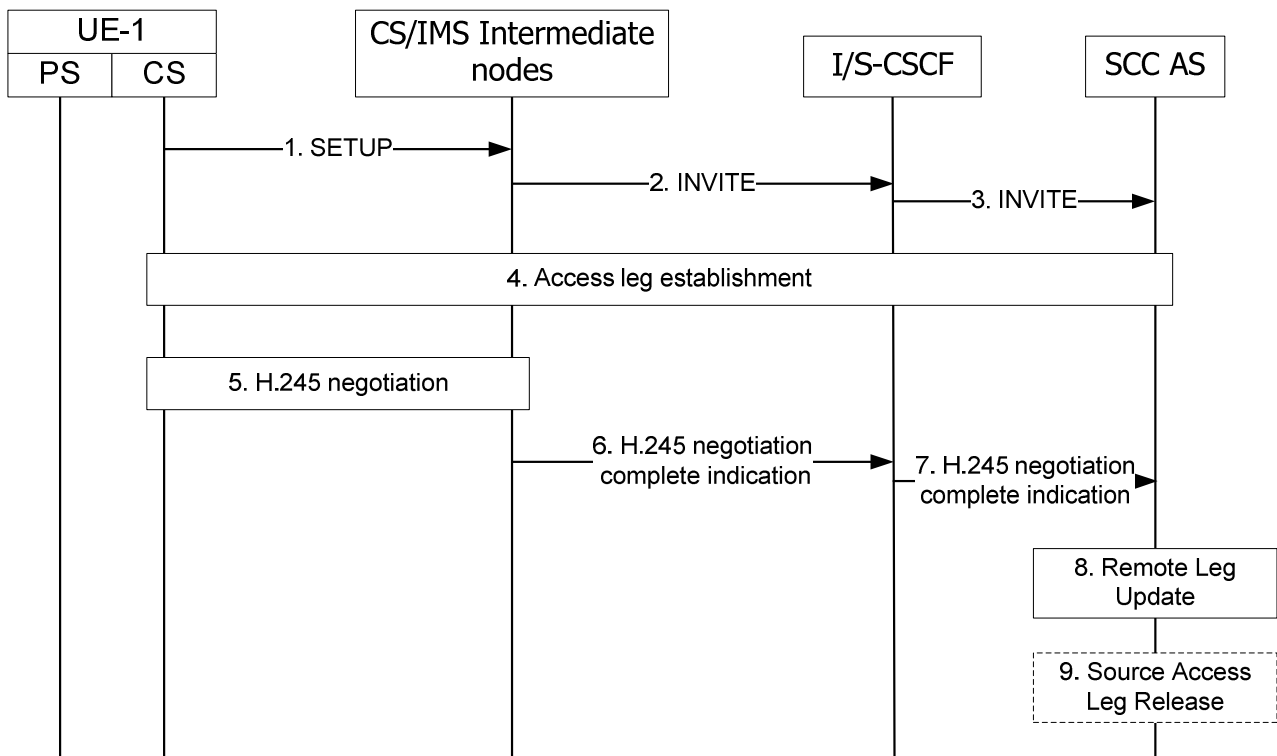 UE-1
PS
CS
CS/IMS Intermediate
nodes
I/S-CSCF
SCC AS
1. SETUP
2. INVITE
3. INVITE
4. Access leg establishment
5. H.245 negotiation
6. H.245 negotiation
complete indication
7. H.245 negotiation
complete indication
8. Remote Leg
Update
9. Source Access
Leg Release